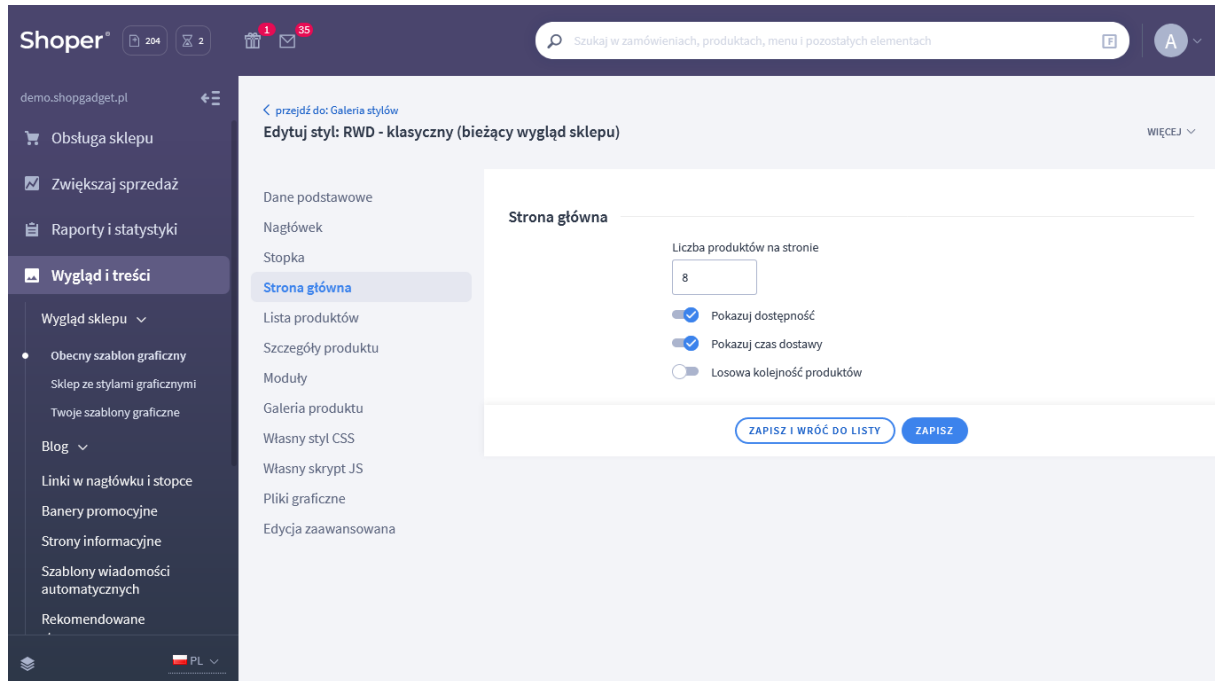 Shoper
204
2
1
35
Szukaj w zamówieniach, produktach, menu i pozostałych elementach
F
A
demo.shopgadget.pl
Obsługa sklepu
Zwiększaj sprzedaż
Raporty i statystyki
Wygląd i treści
Wygląd sklepu
Obecny szablon graficzny
Sklep ze stylami graficznymi
Twoje szablony graficzne
Blog
Linki w nagłówku i stopce
Banery promocyjne
Strony informacyjne
Szablony wiadomości
automatycznych
Rekomendowane
PL
przejdź do: Galeria stylów
Edytuj styl: RWD - klasyczny (bieżący wygląd sklepu)
WIĘCEJ
Dane podstawowe
Nagłówek
Stopka
Strona główna
Lista produktów
Szczegóły produktu
Moduły
Galeria produktu
Własny styl CSS
Własny skrypt JS
Pliki graficzne
Edycja zaawansowana
Strona główna
Liczba produktów na stronie
8
Pokazuj dostępność
Pokazuj czas dostawy
Losowa kolejność produktów
ZAPISZ I WRÓĆ DO LISTY
ZAPISZ